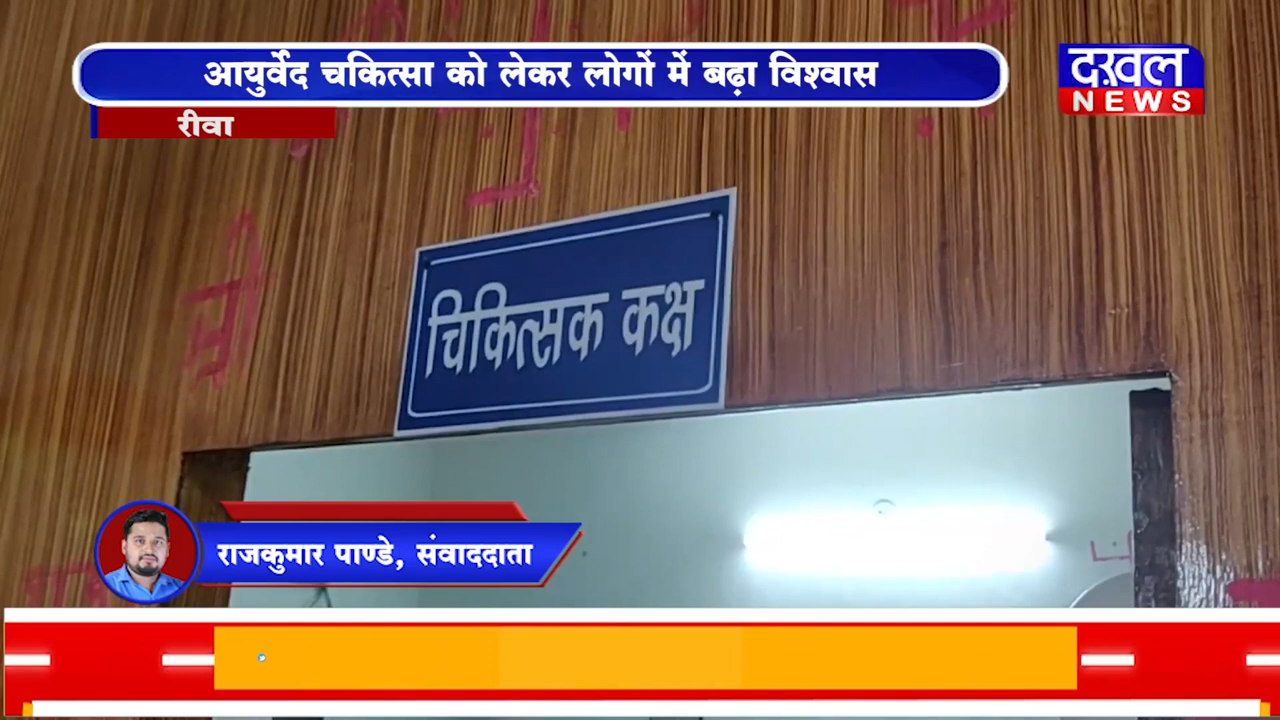 आयुर्वेद चकित्सा को लेकर लोगों में बढ़ा विश्वास
दख़ल
NEWS
रीवा
चिकित्सक कक्ष
राजकुमार पाण्डे, संवाददाता